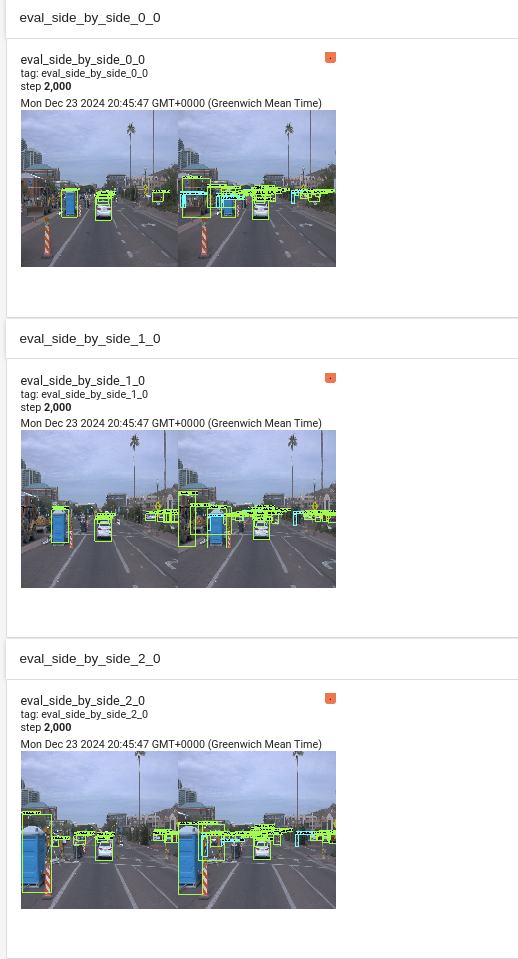 eval_side_by_side_0_0
eval_side_by_side_0_0
tag: eval_side_by_side_0_0
step 2,000
Mon Dec 23 2024 20:45:47 GMT+0000 (Greenwich Mean Time)
eval_side_by_side_1_0
eval_side_by_side_1_0
tag: eval_side_by_side_1_0
step 2,000
Mon Dec 23 2024 20:45:47 GMT+0000 (Greenwich Mean Time)
eval_side_by_side_2_0
eval_side_by_side_2_0
tag: eval_side_by_side_2_0
step 2,000
Mon Dec 23 2024 20:45:47 GMT+0000 (Greenwich Mean Time)